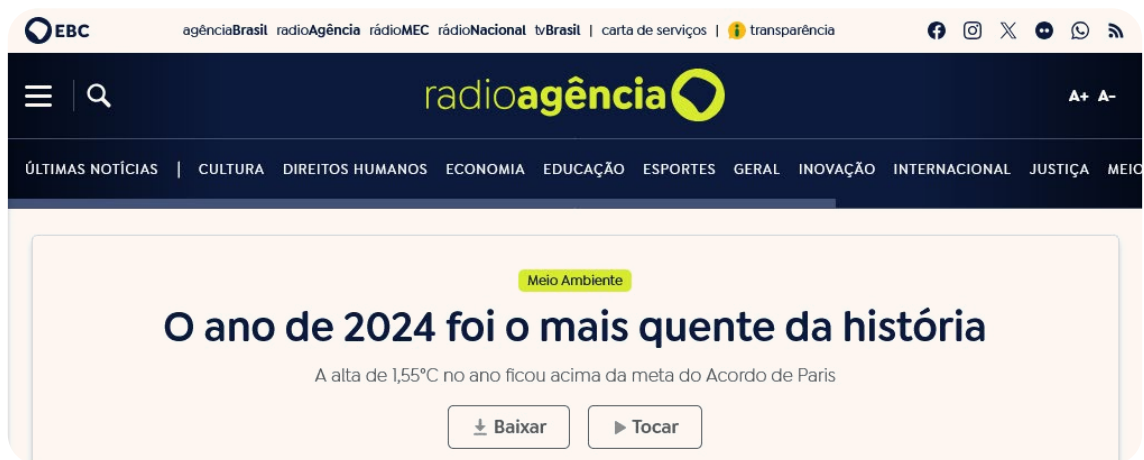 EBC agênciaBrasil radioAgência rádioMEC rádioNacional tvBrasil | carta de serviços | i transparência
radioagência A+ A-
ÚLTIMAS NOTÍCIAS | CULTURA DIREITOS HUMANOS ECONOMIA EDUCAÇÃO ESPORTES GERAL INOVAÇÃO INTERNACIONAL JUSTIÇA MEIO
Meio Ambiente
O ano de 2024 foi o mais quente da história
A alta de 1,55°C no ano ficou acima da meta do Acordo de Paris
Baixar Tocar